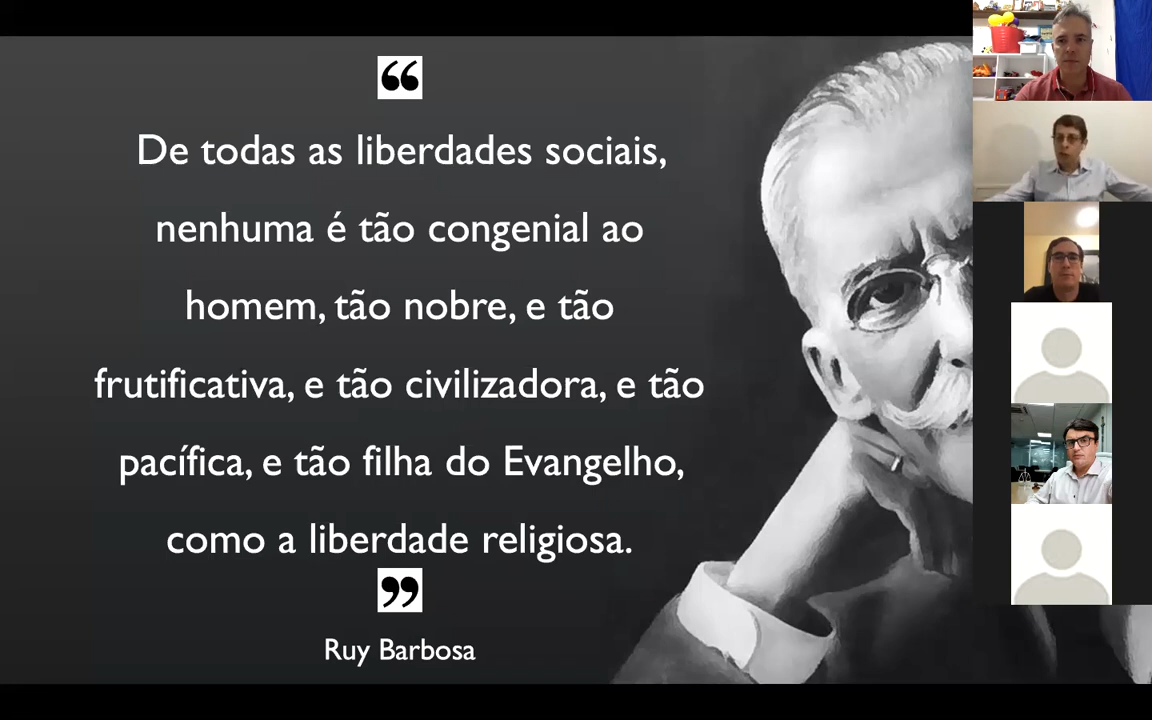 “
De todas as liberdades sociais,
nenhuma é tão congenial ao
homem, tão nobre, e tão
frutificativa, e tão civilizadora, e tão
pacífica, e tão filha do Evangelho,
como a liberdade religiosa.
”
Ruy Barbosa